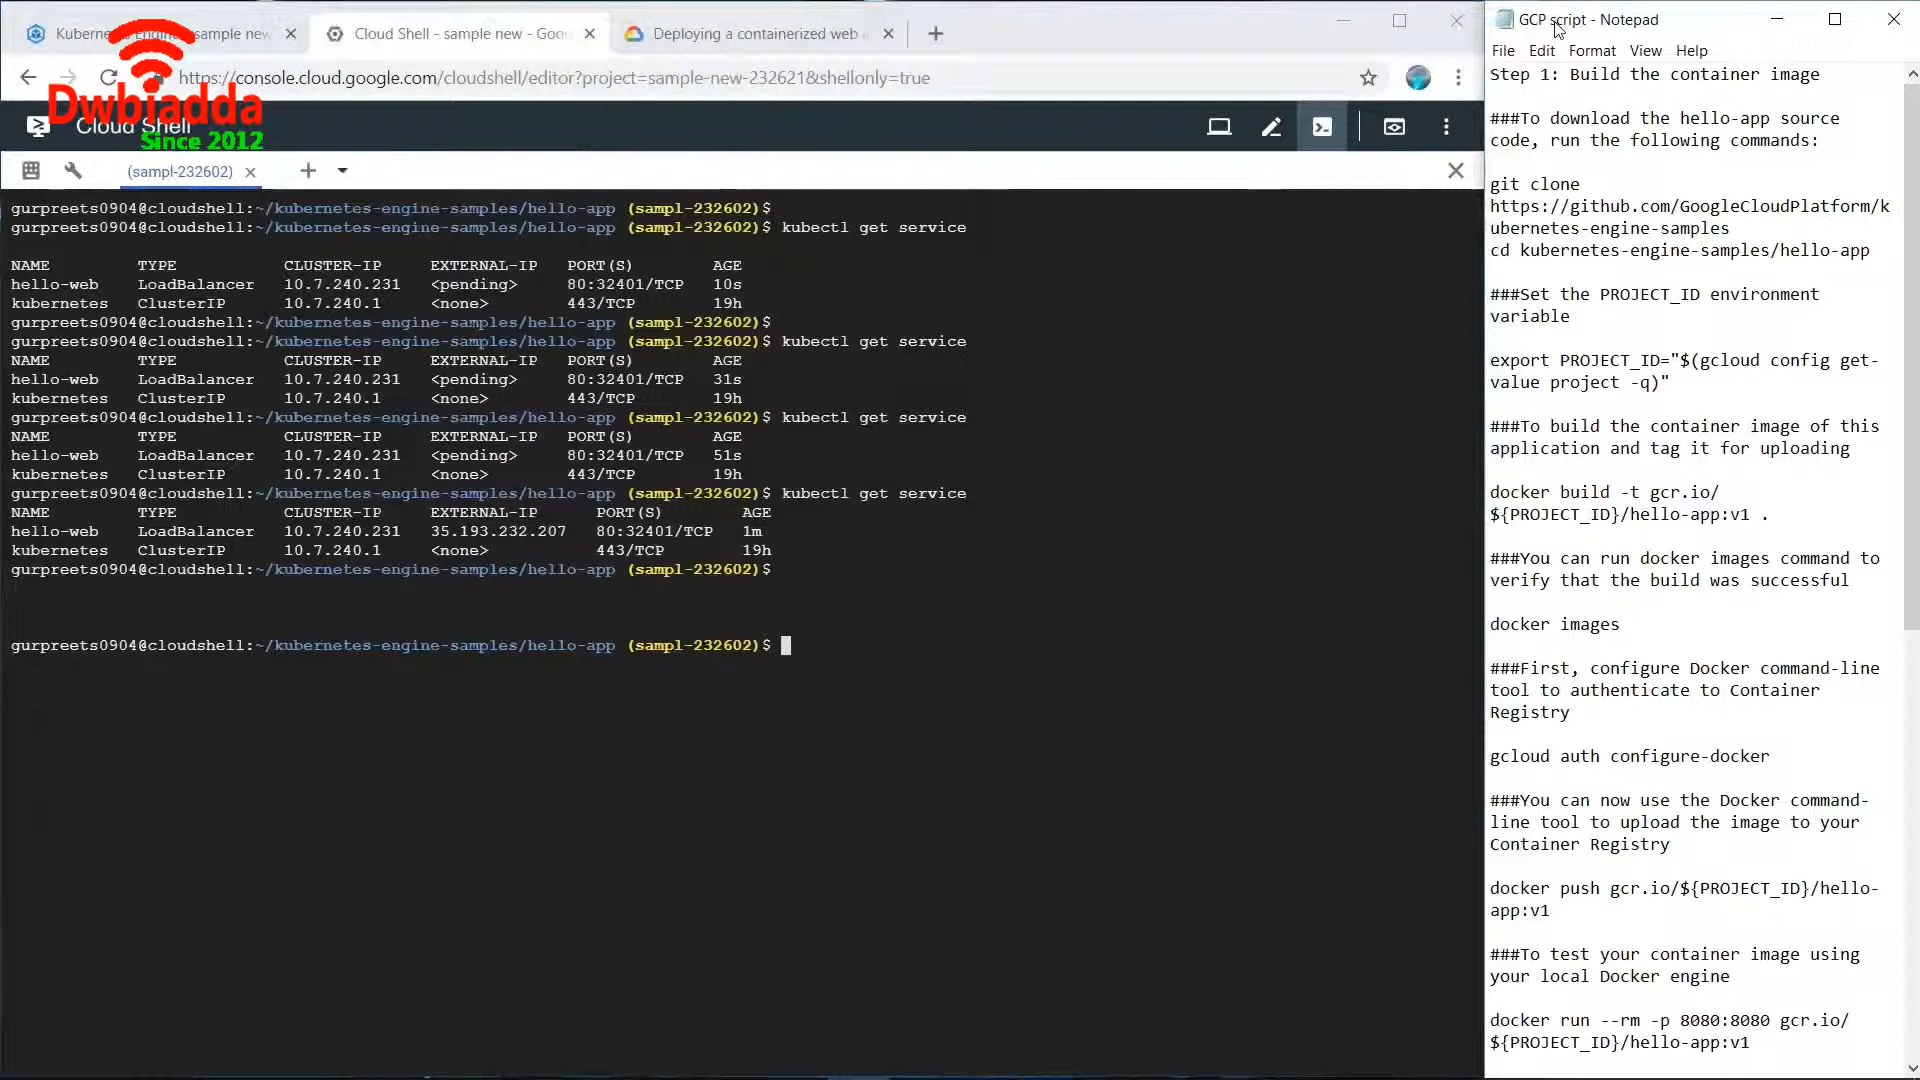 Kubernetes Engine - sample new
Cloud Shell - sample new - Goo
Deploying a containerized web
https://console.cloud.google.com/cloudshell/editor?project=sample-new-232621&shellonly=true
Dwbiadda
Since 2012
Cloud Shell
(sampl-232602)
gurpreets0904@cloudshell:~/kubernetes-engine-samples/hello-app (sampl-232602)$
gurpreets0904@cloudshell:~/kubernetes-engine-samples/hello-app (sampl-232602)$ kubectl get service
NAME TYPE CLUSTER-IP EXTERNAL-IP PORT(S) AGE
hello-web LoadBalancer 10.7.240.231 <pending> 80:32401/TCP 10s
kubernetes ClusterIP 10.7.240.1 <none> 443/TCP 19h
gurpreets0904@cloudshell:~/kubernetes-engine-samples/hello-app (sampl-232602)$
gurpreets0904@cloudshell:~/kubernetes-engine-samples/hello-app (sampl-232602)$ kubectl get service
NAME TYPE CLUSTER-IP EXTERNAL-IP PORT(S) AGE
hello-web LoadBalancer 10.7.240.231 <pending> 80:32401/TCP 31s
kubernetes ClusterIP 10.7.240.1 <none> 443/TCP 19h
gurpreets0904@cloudshell:~/kubernetes-engine-samples/hello-app (sampl-232602)$ kubectl get service
NAME TYPE CLUSTER-IP EXTERNAL-IP PORT(S) AGE
hello-web LoadBalancer 10.7.240.231 <pending> 80:32401/TCP 51s
kubernetes ClusterIP 10.7.240.1 <none> 443/TCP 19h
gurpreets0904@cloudshell:~/kubernetes-engine-samples/hello-app (sampl-232602)$ kubectl get service
NAME TYPE CLUSTER-IP EXTERNAL-IP PORT(S) AGE
hello-web LoadBalancer 10.7.240.231 35.193.232.207 80:32401/TCP 1m
kubernetes ClusterIP 10.7.240.1 <none> 443/TCP 19h
gurpreets0904@cloudshell:~/kubernetes-engine-samples/hello-app (sampl-232602)$
gurpreets0904@cloudshell:~/kubernetes-engine-samples/hello-app (sampl-232602)$
GCP script - Notepad
File Edit Format View Help
Step 1: Build the container image
###To download the hello-app source
code, run the following commands:
git clone
https://github.com/GoogleCloudPlatform/k
ubernetes-engine-samples
cd kubernetes-engine-samples/hello-app
###Set the PROJECT_ID environment
variable
export PROJECT_ID="$(gcloud config get-
value project -q)"
###To build the container image of this
application and tag it for uploading
docker build -t gcr.io/
${PROJECT_ID}/hello-app:v1 .
###You can run docker images command to
verify that the build was successful
docker images
###First, configure Docker command-line
tool to authenticate to Container
Registry
gcloud auth configure-docker
###You can now use the Docker command-
line tool to upload the image to your
Container Registry
docker push gcr.io/${PROJECT_ID}/hello-
app:v1
###To test your container image using
your local Docker engine
docker run --rm -p 8080:8080 gcr.io/
${PROJECT_ID}/hello-app:v1